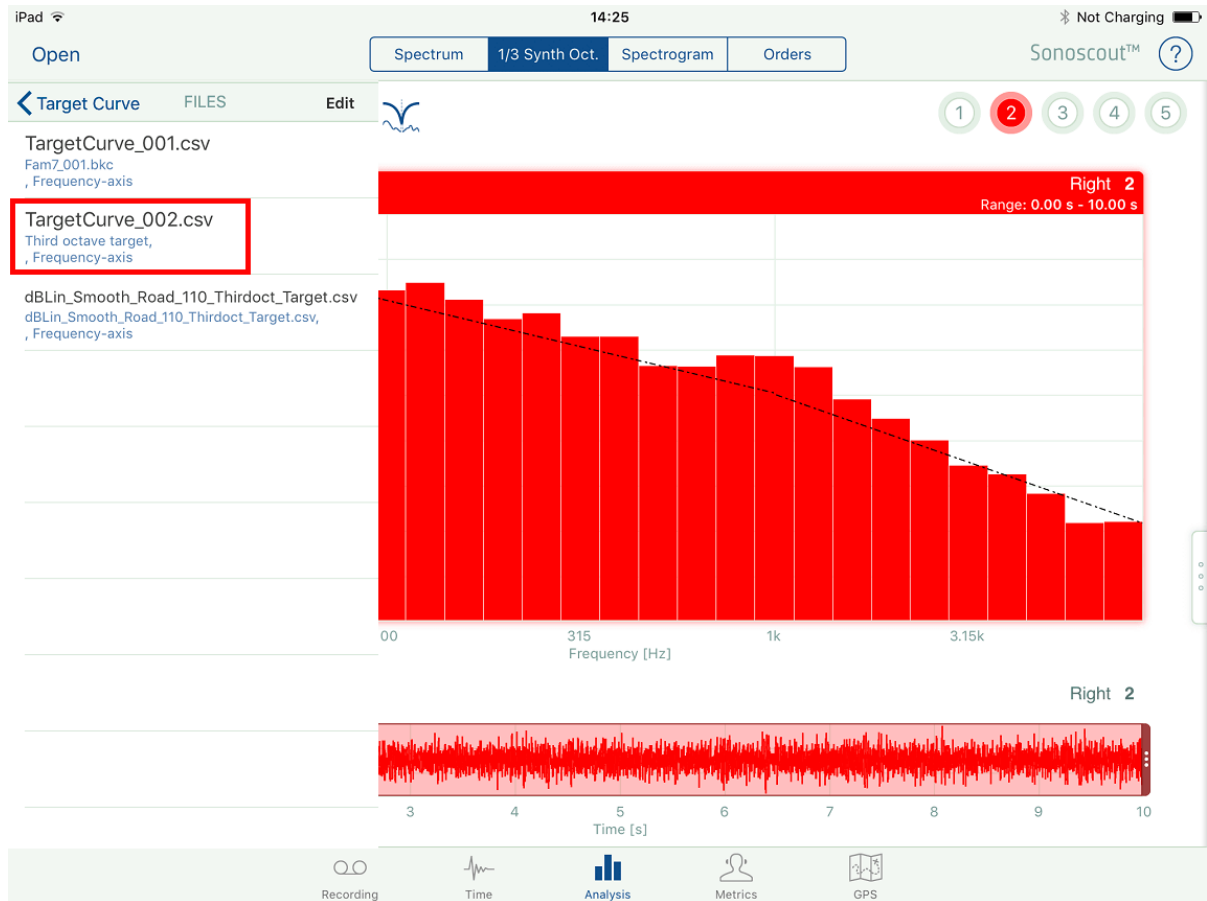 iPad 14:25 Not Charging
Open Spectrum 1/3 Synth Oct. Spectrogram Orders Sonoscout™ ?
Target Curve FILES Edit
1 2 3 4 5
TargetCurve_001.csv
Fam7_001.bkc
, Frequency-axis
Right 2
Range: 0.00 s - 10.00 s
TargetCurve_002.csv
Third octave target,
, Frequency-axis
dBLin_Smooth_Road_110_Thirdoct_Target.csv
dBLin_Smooth_Road_110_Thirdoct_Target.csv,
, Frequency-axis
00 315 1k 3.15k
Frequency [Hz]
Right 2
3 4 5 6 7 8 9 10
Time [s]
Recording Time Analysis Metrics GPS